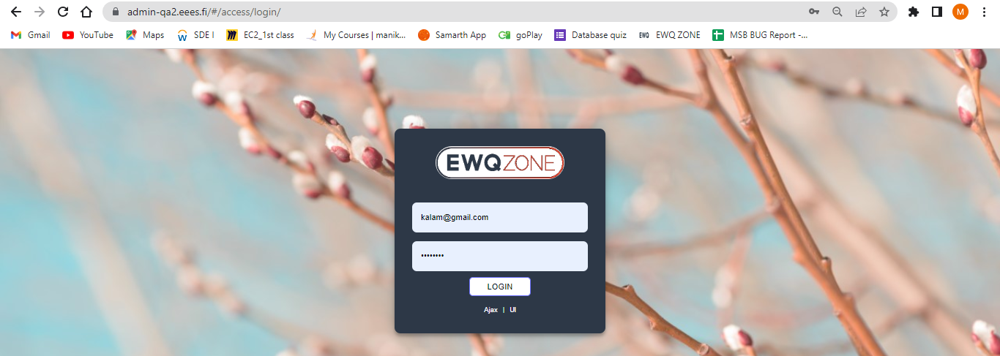 admin-qa2.eees.fi/#/access/login/
M
Gmail YouTube Maps SDE I EC2_1st class My Courses | manik... Samarth App goPlay Database quiz EWQ EWQ ZONE MSB BUG Report -...
EWQZONE
kalam@gmail.com
••••••••
LOGIN
Ajax | UI